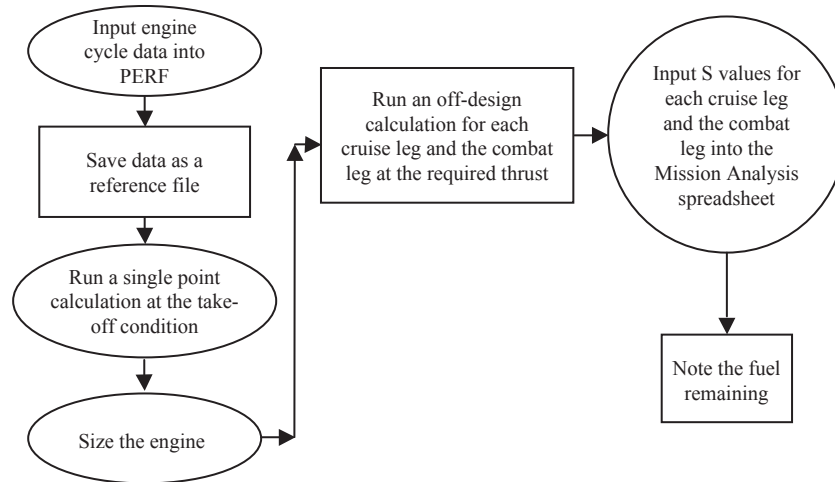 Input engine
cycle data into
PERF
Save data as a
reference file
Run a single point
calculation at the take-
off condition
Size the engine
Run an off-design
calculation for each
cruise leg and the combat
leg at the required thrust
Input S values for
each cruise leg
and the combat
leg into the
Mission Analysis
spreadsheet
Note the fuel
remaining